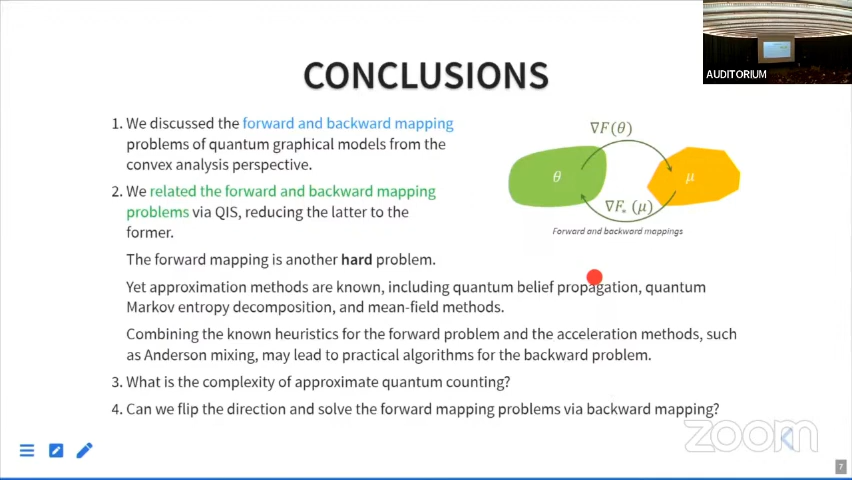 AUDITORIUM
CONCLUSIONS
1. We discussed the forward and backward mapping
problems of quantum graphical models from the
convex analysis perspective.
2. We related the forward and backward mapping
problems via QIS, reducing the latter to the
former.
∇F(θ)
θ
μ
∇F*(μ)
Forward and backward mappings
The forward mapping is another hard problem.
Yet approximation methods are known, including quantum belief propagation, quantum
Markov entropy decomposition, and mean-field methods.
Combining the known heuristics for the forward problem and the acceleration methods, such
as Anderson mixing, may lead to practical algorithms for the backward problem.
3. What is the complexity of approximate quantum counting?
4. Can we flip the direction and solve the forward mapping problems via backward mapping?
zoom
7